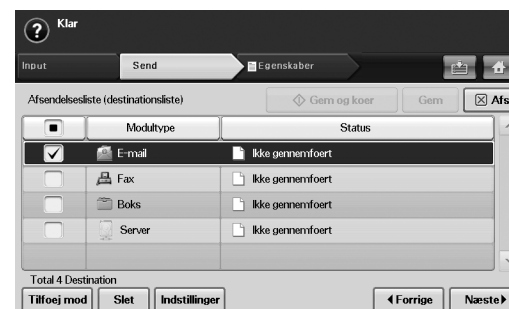 Klar
Input Send Egenskaber
Afsendelsesliste (destinationsliste) Gem og koer Gem Afs
Modultype Status
E-mail Ikke gennemfoert
Fax Ikke gennemfoert
Boks Ikke gennemfoert
Server Ikke gennemfoert
Total 4 Destination
Tilfoej mod Slet Indstillinger Forrige Næste